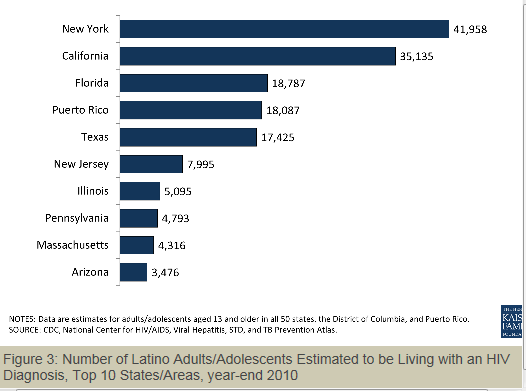 New York 41,958
California 35,135
Florida 18,787
Puerto Rico 18,087
Texas 17,425
New Jersey 7,995
Illinois 5,095
Pennsylvania 4,793
Massachusetts 4,316
Arizona 3,476
NOTES: Data are estimates for adults/adolescents aged 13 and older in all 50 states, the District of Columbia, and Puerto Rico.
SOURCE: CDC, National Center for HIV/AIDS, Viral Hepatitis, STD, and TB Prevention Atlas.
KAIS
FAMI
Figure 3: Number of Latino Adults/Adolescents Estimated to be Living with an HIV
Diagnosis, Top 10 States/Areas, year-end 2010